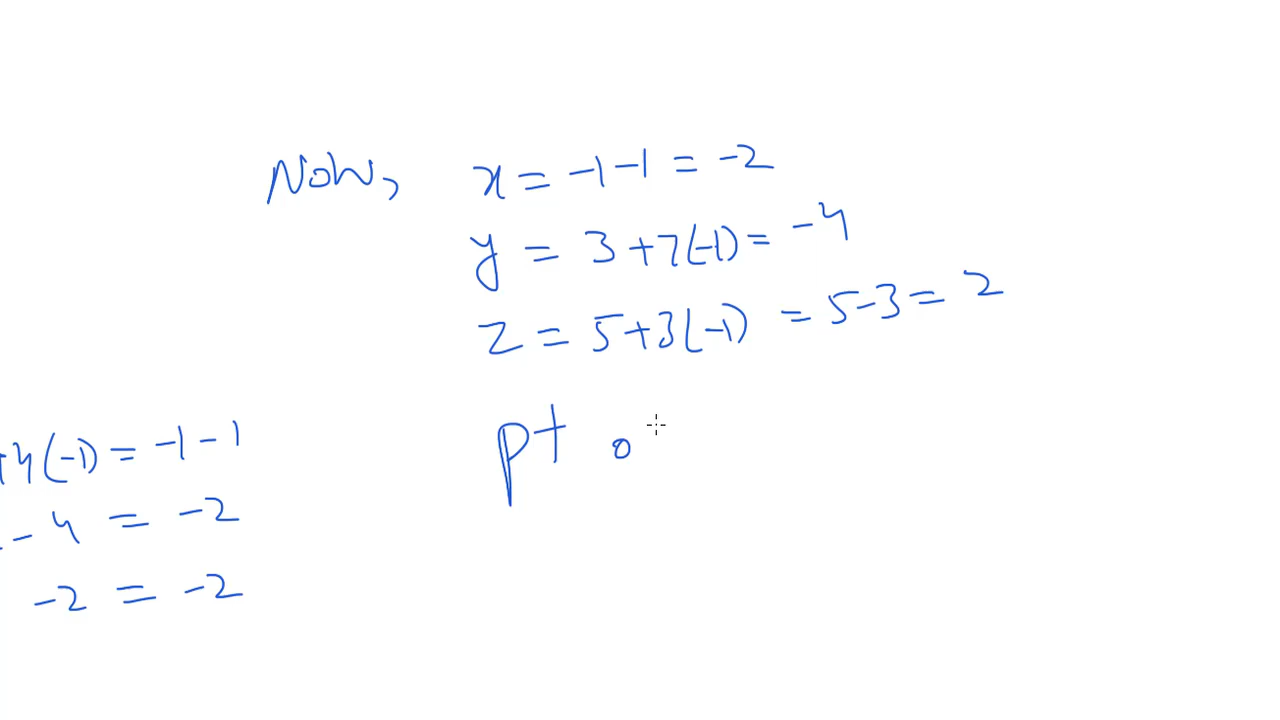 Now, x = -1 -1 = -2
y = 3 + 7(-1) = -4
z = 5 + 3(-1) = 5 - 3 = 2
+4(-1) = -1 - 1
- 4 = -2
-2 = -2
pt o